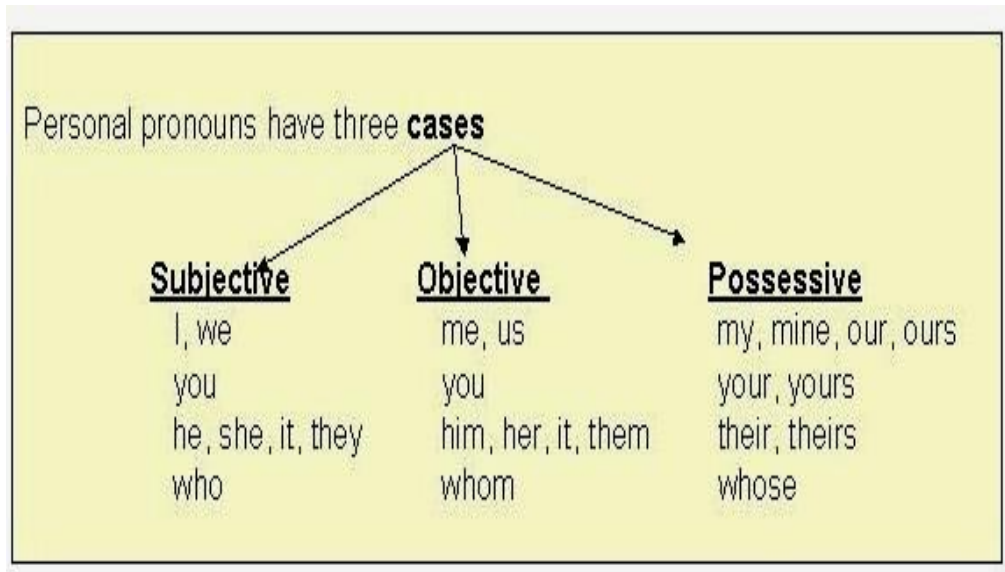 Personal pronouns have three cases
Subjective Objective Possessive
I, we me, us my, mine, our, ours
you you your, yours
he, she, it, they him, her, it, them their, theirs
who whom whose